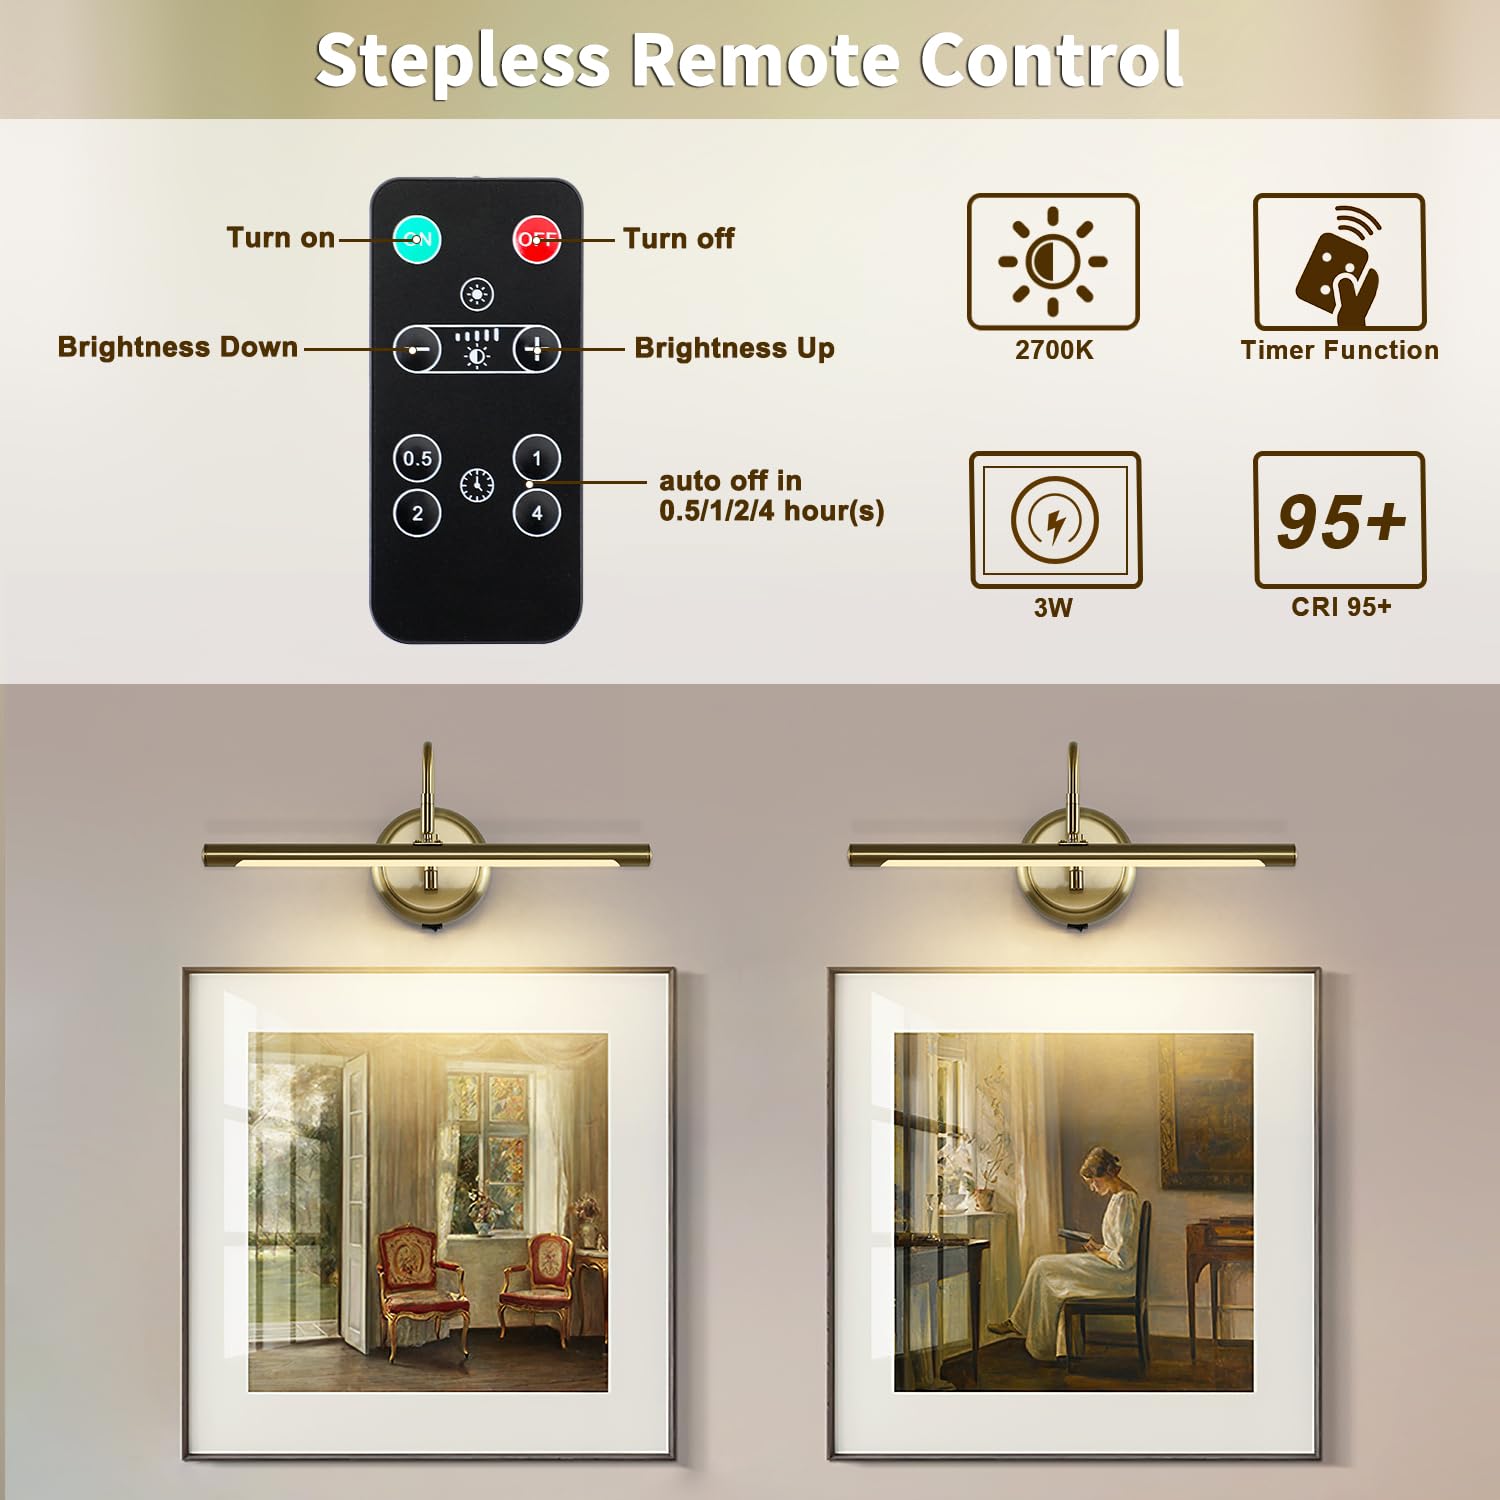 Stepless Remote Control
Turn on
ON
OFF
Turn off
Brightness Down
Brightness Up
0.5
1
2
4
auto off in
0.5/1/2/4 hour(s)
2700K
Timer Function
3W
95+
CRI 95+